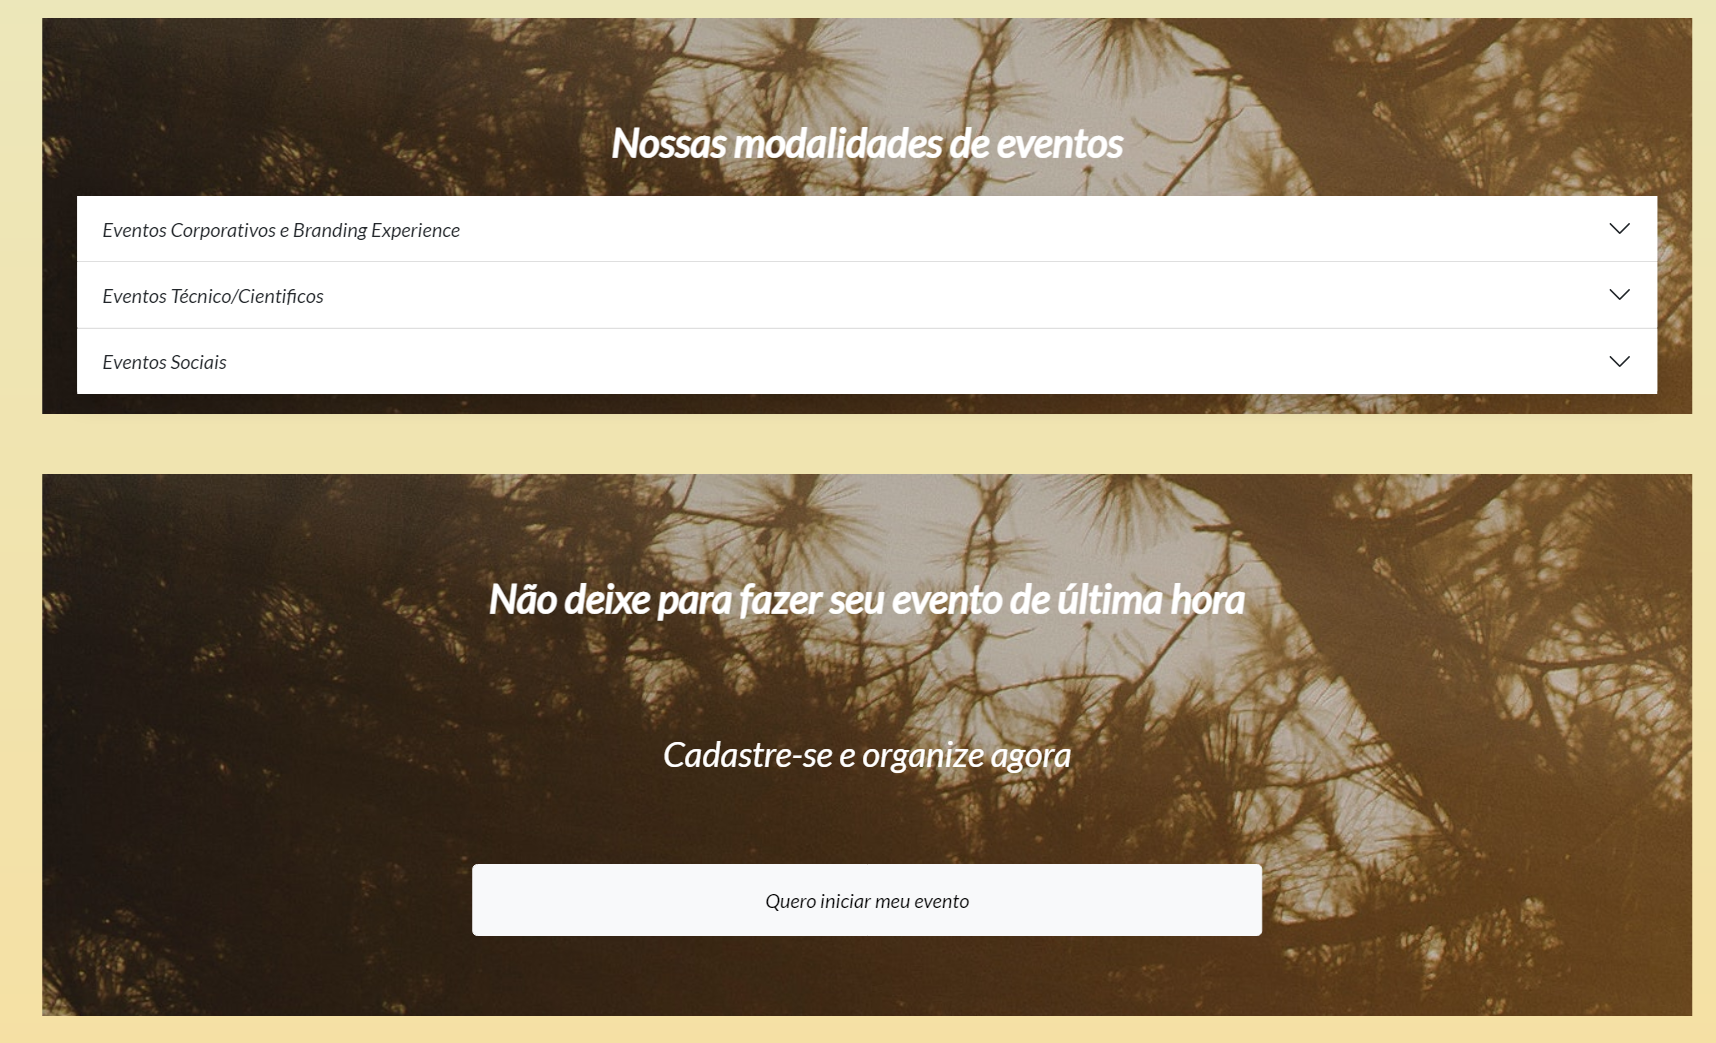 Nossas modalidades de eventos
Eventos Corporativos e Branding Experience
Eventos Técnico/Cientificos
Eventos Sociais
Não deixe para fazer seu evento de última hora
Cadastre-se e organize agora
Quero iniciar meu evento